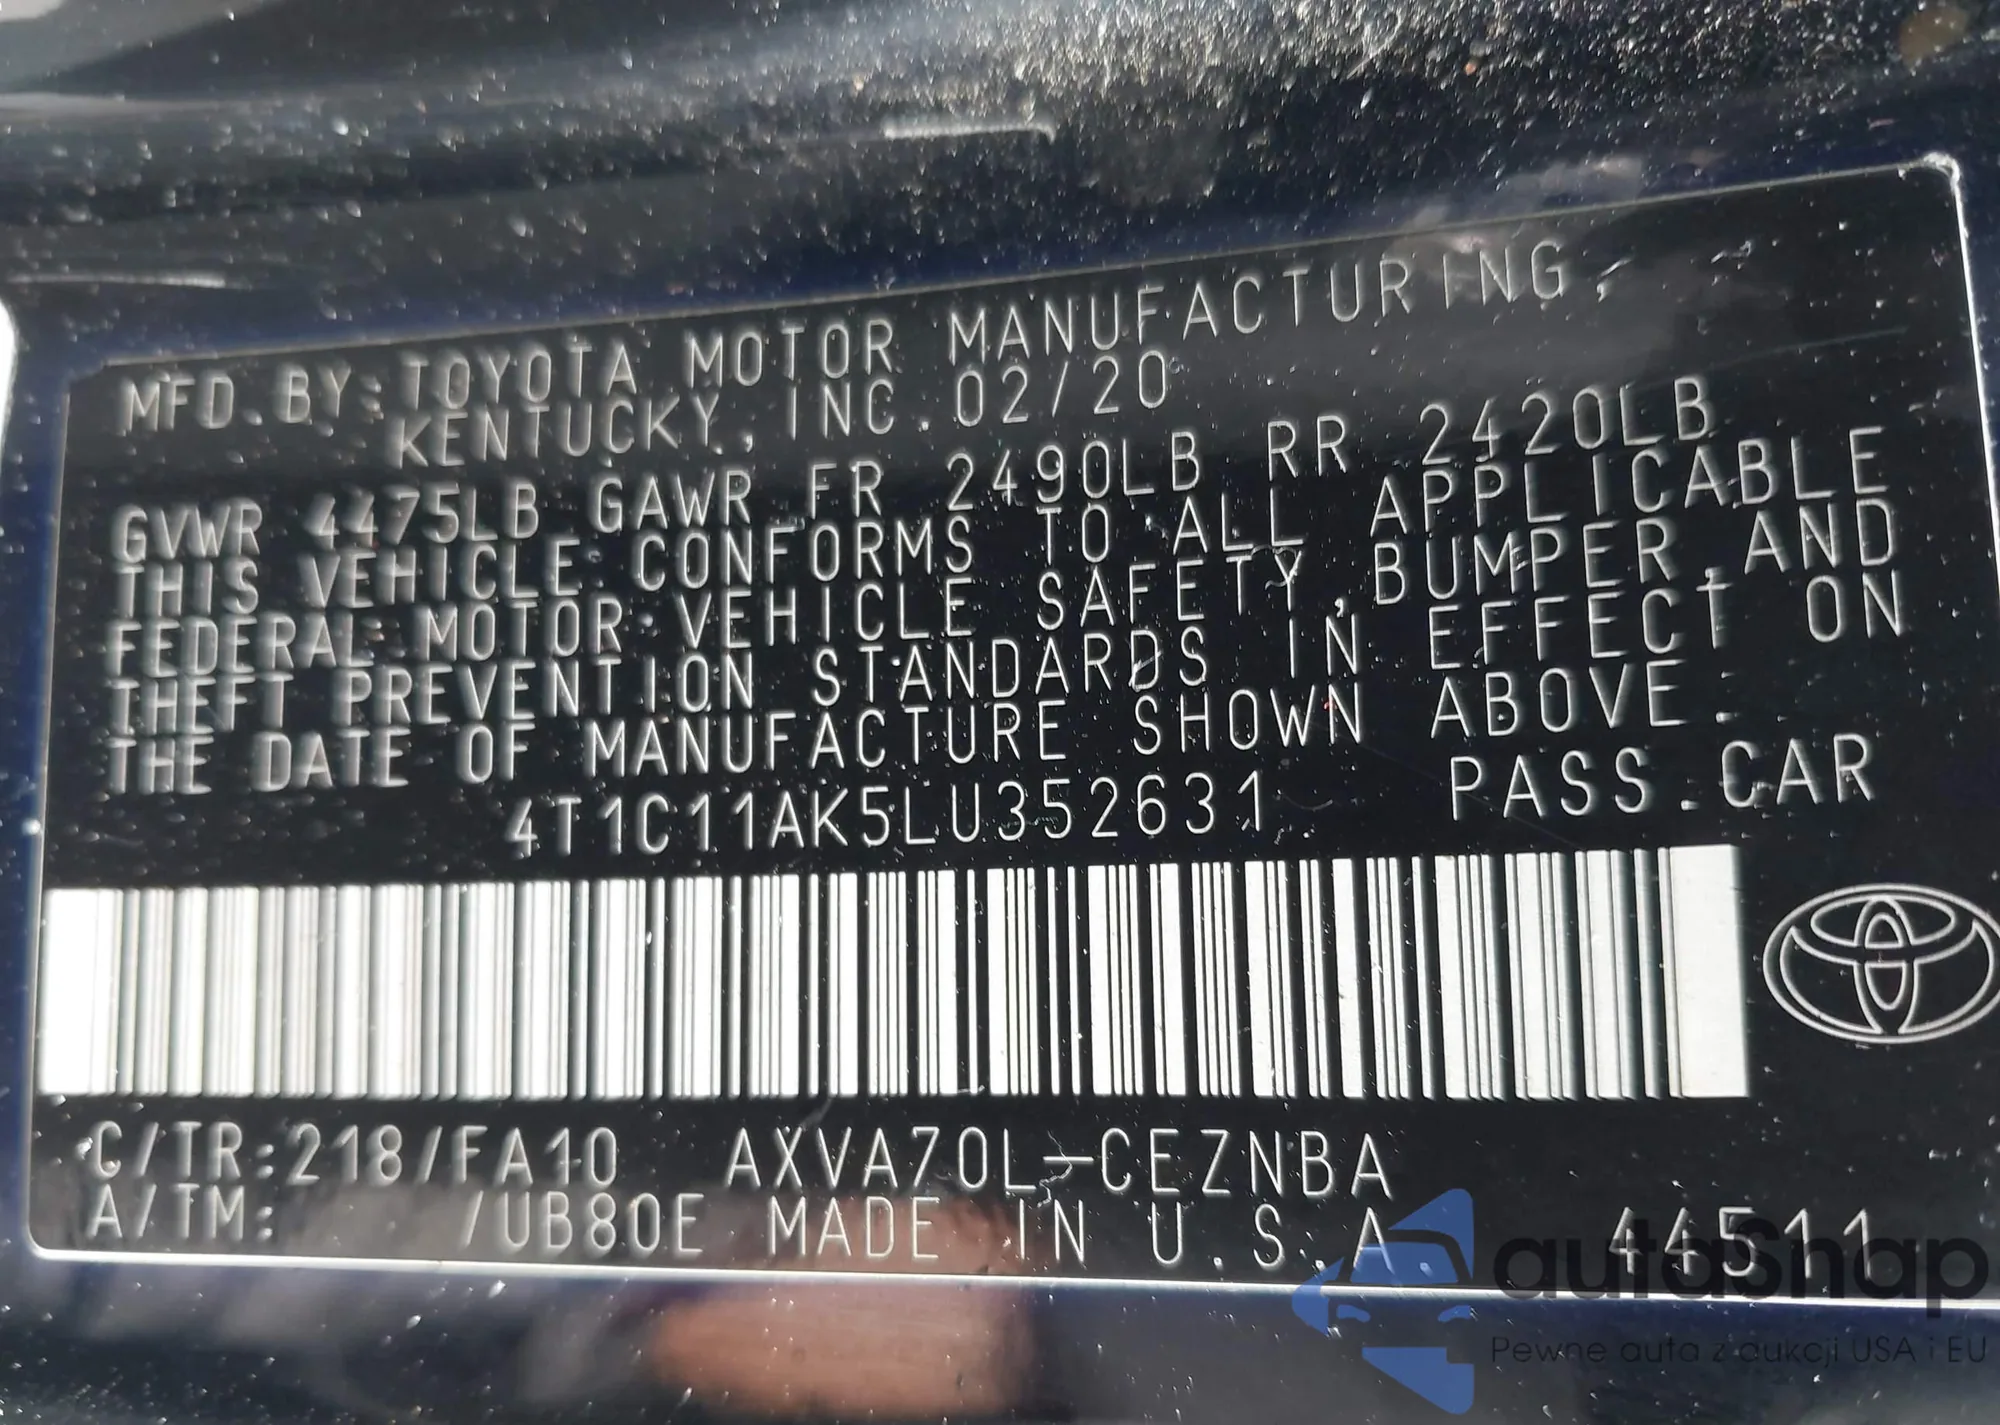 MFD. BY: TOYOTA MOTOR MANUFACTURING,
KENTUCKY, INC. 02/20
GVWR 4475LB GAWR FR 2490LB RR 2420LB
THIS VEHICLE CONFORMS TO ALL APPLICABLE
FEDERAL MOTOR VEHICLE SAFETY, BUMPER, AND
THEFT PREVENTION STANDARDS IN EFFECT ON
THE DATE OF MANUFACTURE SHOWN ABOVE.
4T1C11AK5LU352631 PASS. CAR
C/TR: 218/FA10 AXVA70L-CEZNBA
A/TM: /UB80E MADE IN U.S.A 44511
autaSnap
Pewne auta z aukcji USA i EU